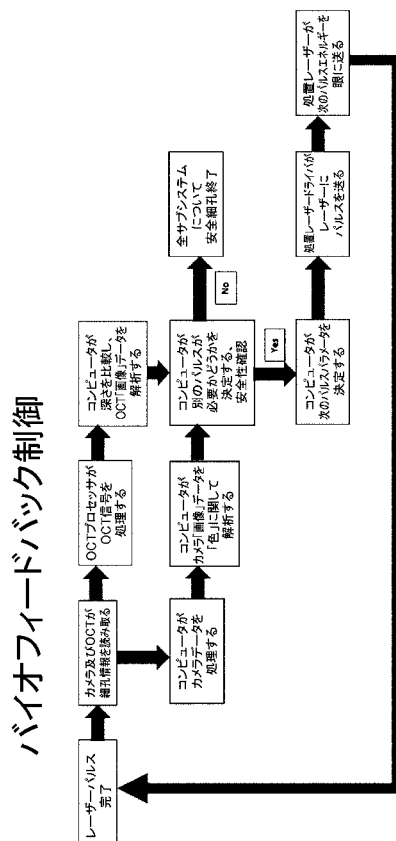 バイオフィードバック制御
レーザーパルス
完了
カメラ及びOCTが
細孔情報を読み取る
OCTプロセッサが
OCT信号を
処理する
コンピュータが
深さを比較し、
OCT「画像」データを
解析する
コンピュータが
カメラデータを
処理する
コンピュータが
カメラ「画像」データを
「色」に関して
解析する
コンピュータが
別のパルスが
必要かどうかを
決定する、
安全性確認
No
全サブシステム
について
安全細孔終了
Yes
コンピュータが
次のパルスパラメータを
決定する
処置レーザードライバが
レーザーに
パルスを送る
処置レーザーが
次のパルスエネルギーを
眼に送る